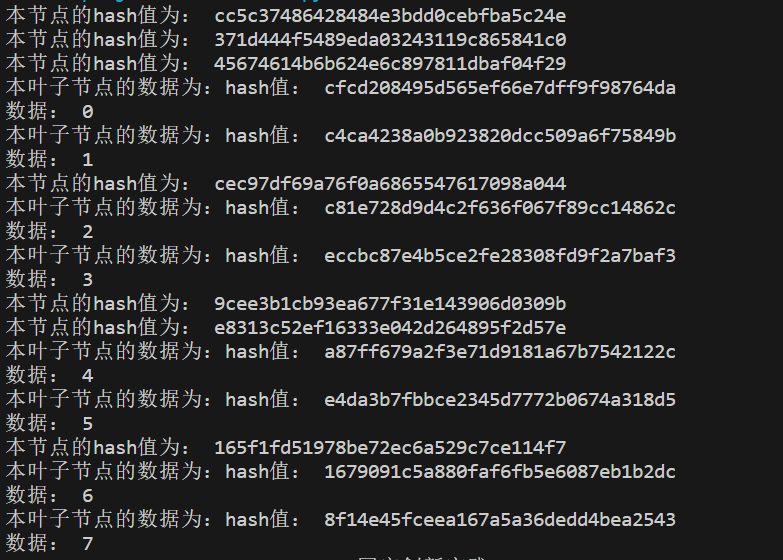 本节点的hash值为： cc5c37486428484e3bdd0cebfba5c24e
本节点的hash值为： 371d444f5489eda03243119c865841c0
本节点的hash值为： 45674614b6b624e6c897811dbaf04f29
本叶子节点的数据为：hash值： cfcd208495d565ef66e7dff9f98764da
数据： 0
本叶子节点的数据为：hash值： c4ca4238a0b923820dcc509a6f75849b
数据： 1
本节点的hash值为： cec97df69a76f0a6865547617098a044
本叶子节点的数据为：hash值： c81e728d9d4c2f636f067f89cc14862c
数据： 2
本叶子节点的数据为：hash值： eccbc87e4b5ce2fe28308fd9f2a7baf3
数据： 3
本节点的hash值为： 9cee3b1cb93ea677f31e143906d0309b
本节点的hash值为： e8313c52ef16333e042d264895f2d57e
本叶子节点的数据为：hash值： a87ff679a2f3e71d9181a67b7542122c
数据： 4
本叶子节点的数据为：hash值： e4da3b7fbbce2345d7772b0674a318d5
数据： 5
本节点的hash值为： 165f1fd51978be72ec6a529c7ce114f7
本叶子节点的数据为：hash值： 1679091c5a880faf6fb5e6087eb1b2dc
数据： 6
本叶子节点的数据为：hash值： 8f14e45fceea167a5a36dedd4bea2543
数据： 7